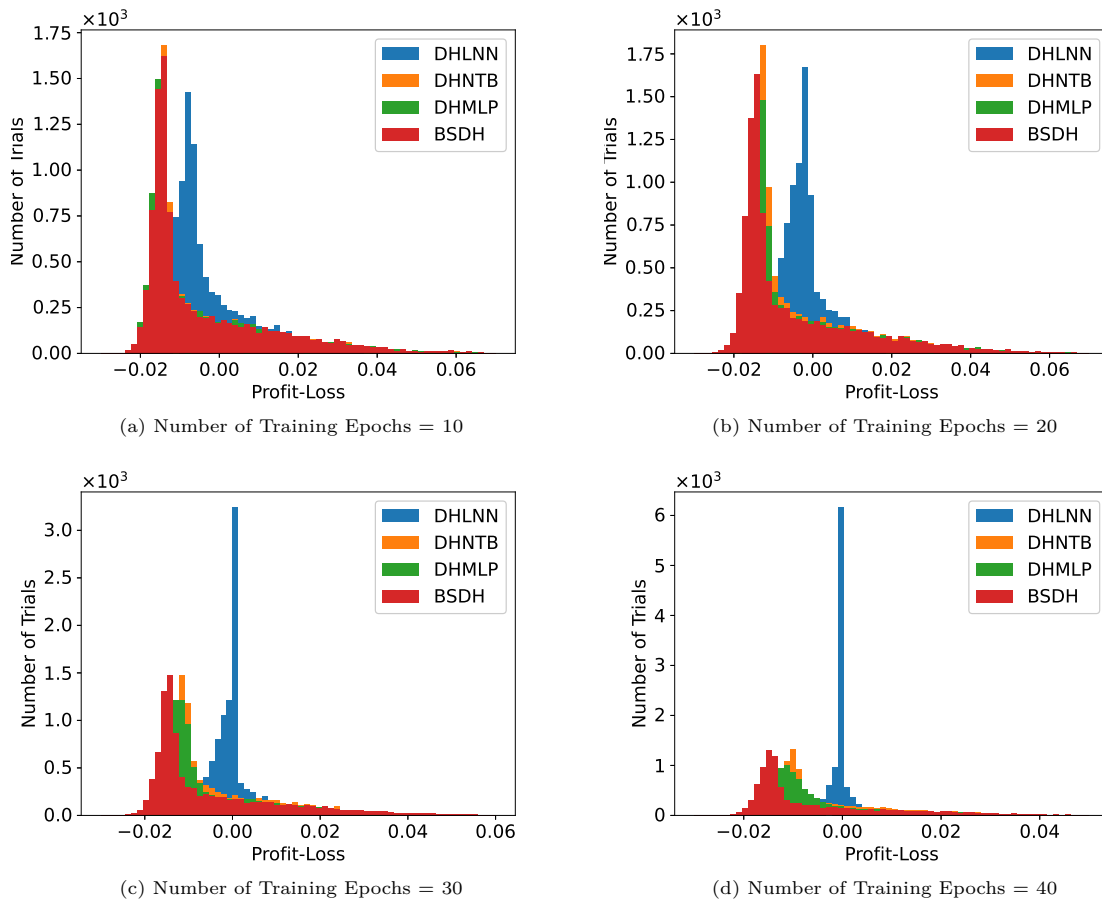 ×10³
1.75
1.50
1.25
1.00
0.75
0.50
0.25
0.00
Number of Trials
DHLNN
DHNTB
DHMLP
BSDH
−0.02 0.00 0.02 0.04 0.06
Profit-Loss
(a) Number of Training Epochs = 10
×10³
1.75
1.50
1.25
1.00
0.75
0.50
0.25
0.00
Number of Trials
DHLNN
DHNTB
DHMLP
BSDH
−0.02 0.00 0.02 0.04 0.06
Profit-Loss
(b) Number of Training Epochs = 20
×10³
3.0
2.5
2.0
1.5
1.0
0.5
0.0
Number of Trials
DHLNN
DHNTB
DHMLP
BSDH
−0.02 0.00 0.02 0.04 0.06
Profit-Loss
(c) Number of Training Epochs = 30
×10³
6
5
4
3
2
1
0
Number of Trials
DHLNN
DHNTB
DHMLP
BSDH
−0.02 0.00 0.02 0.04
Profit-Loss
(d) Number of Training Epochs = 40